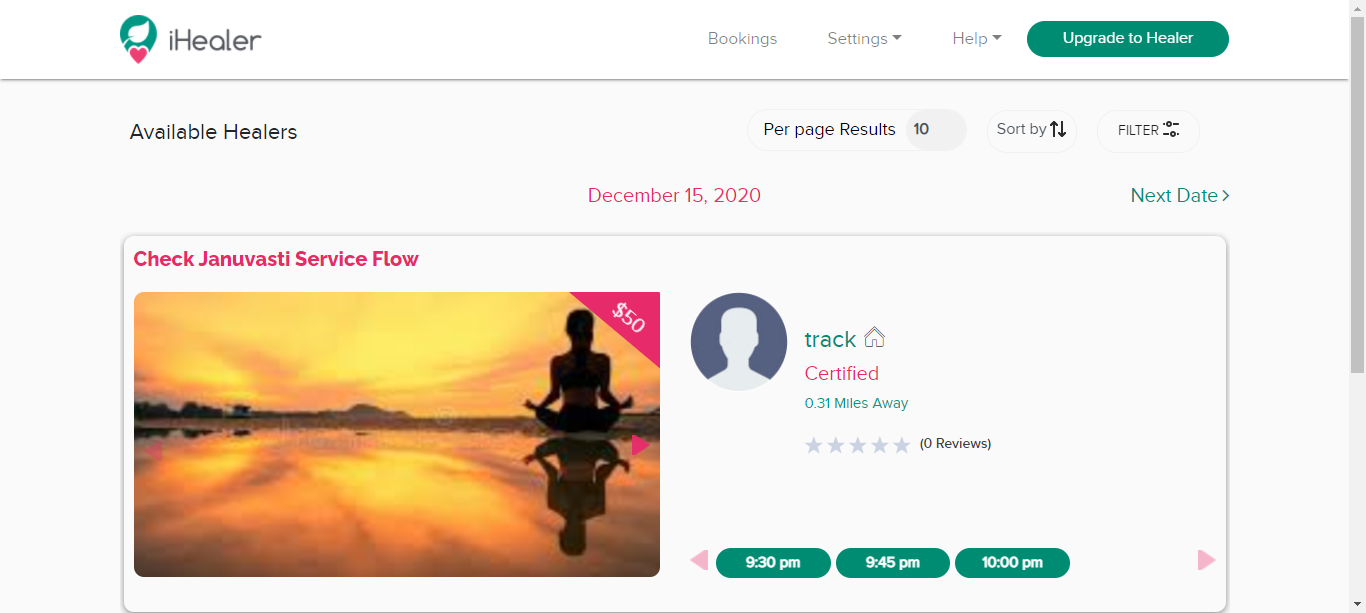 iHealer
Bookings
Settings
Help
Upgrade to Healer
Available Healers
Per page Results 10
Sort by
FILTER
December 15, 2020
Next Date
Check Januvasti Service Flow
$50
track
Certified
0.31 Miles Away
(0 Reviews)
9:30 pm
9:45 pm
10:00 pm